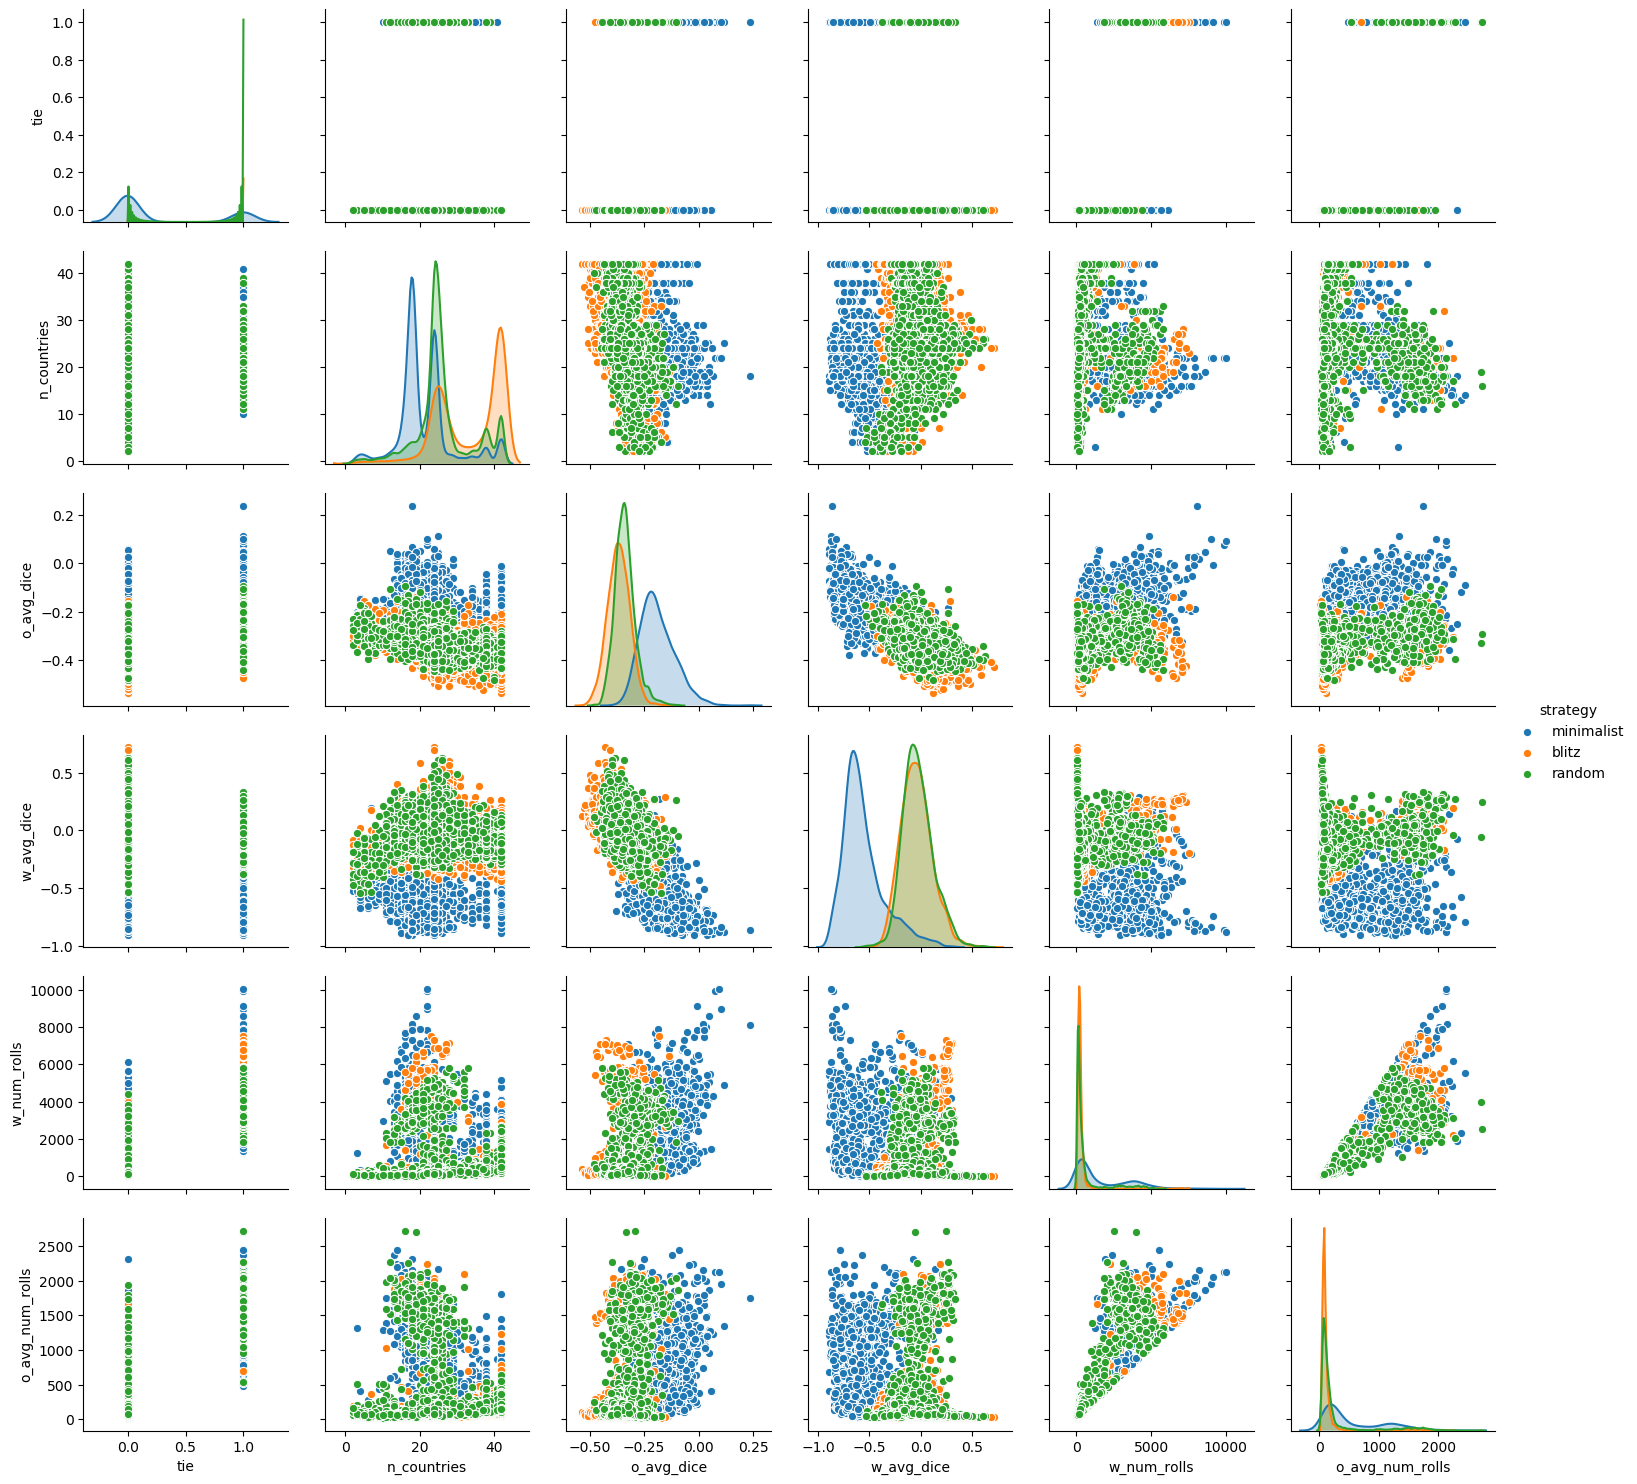 1.0
0.8
0.6
0.4
0.2
0.0
tie
40
30
20
10
0
n_countries
0.2
0.0
−0.2
−0.4
o_avg_dice
strategy
minimalist
blitz
random
0.5
0.0
−0.5
−1.0
w_avg_dice
10000
8000
6000
4000
2000
0
w_num_rolls
2500
2000
1500
1000
500
0
o_avg_num_rolls
0.0 0.5 1.0
tie
0 20 40
n_countries
−0.50 −0.25 0.00 0.25
o_avg_dice
−1.0 −0.5 0.0 0.5
w_avg_dice
0 5000 10000
w_num_rolls
0 1000 2000
o_avg_num_rolls